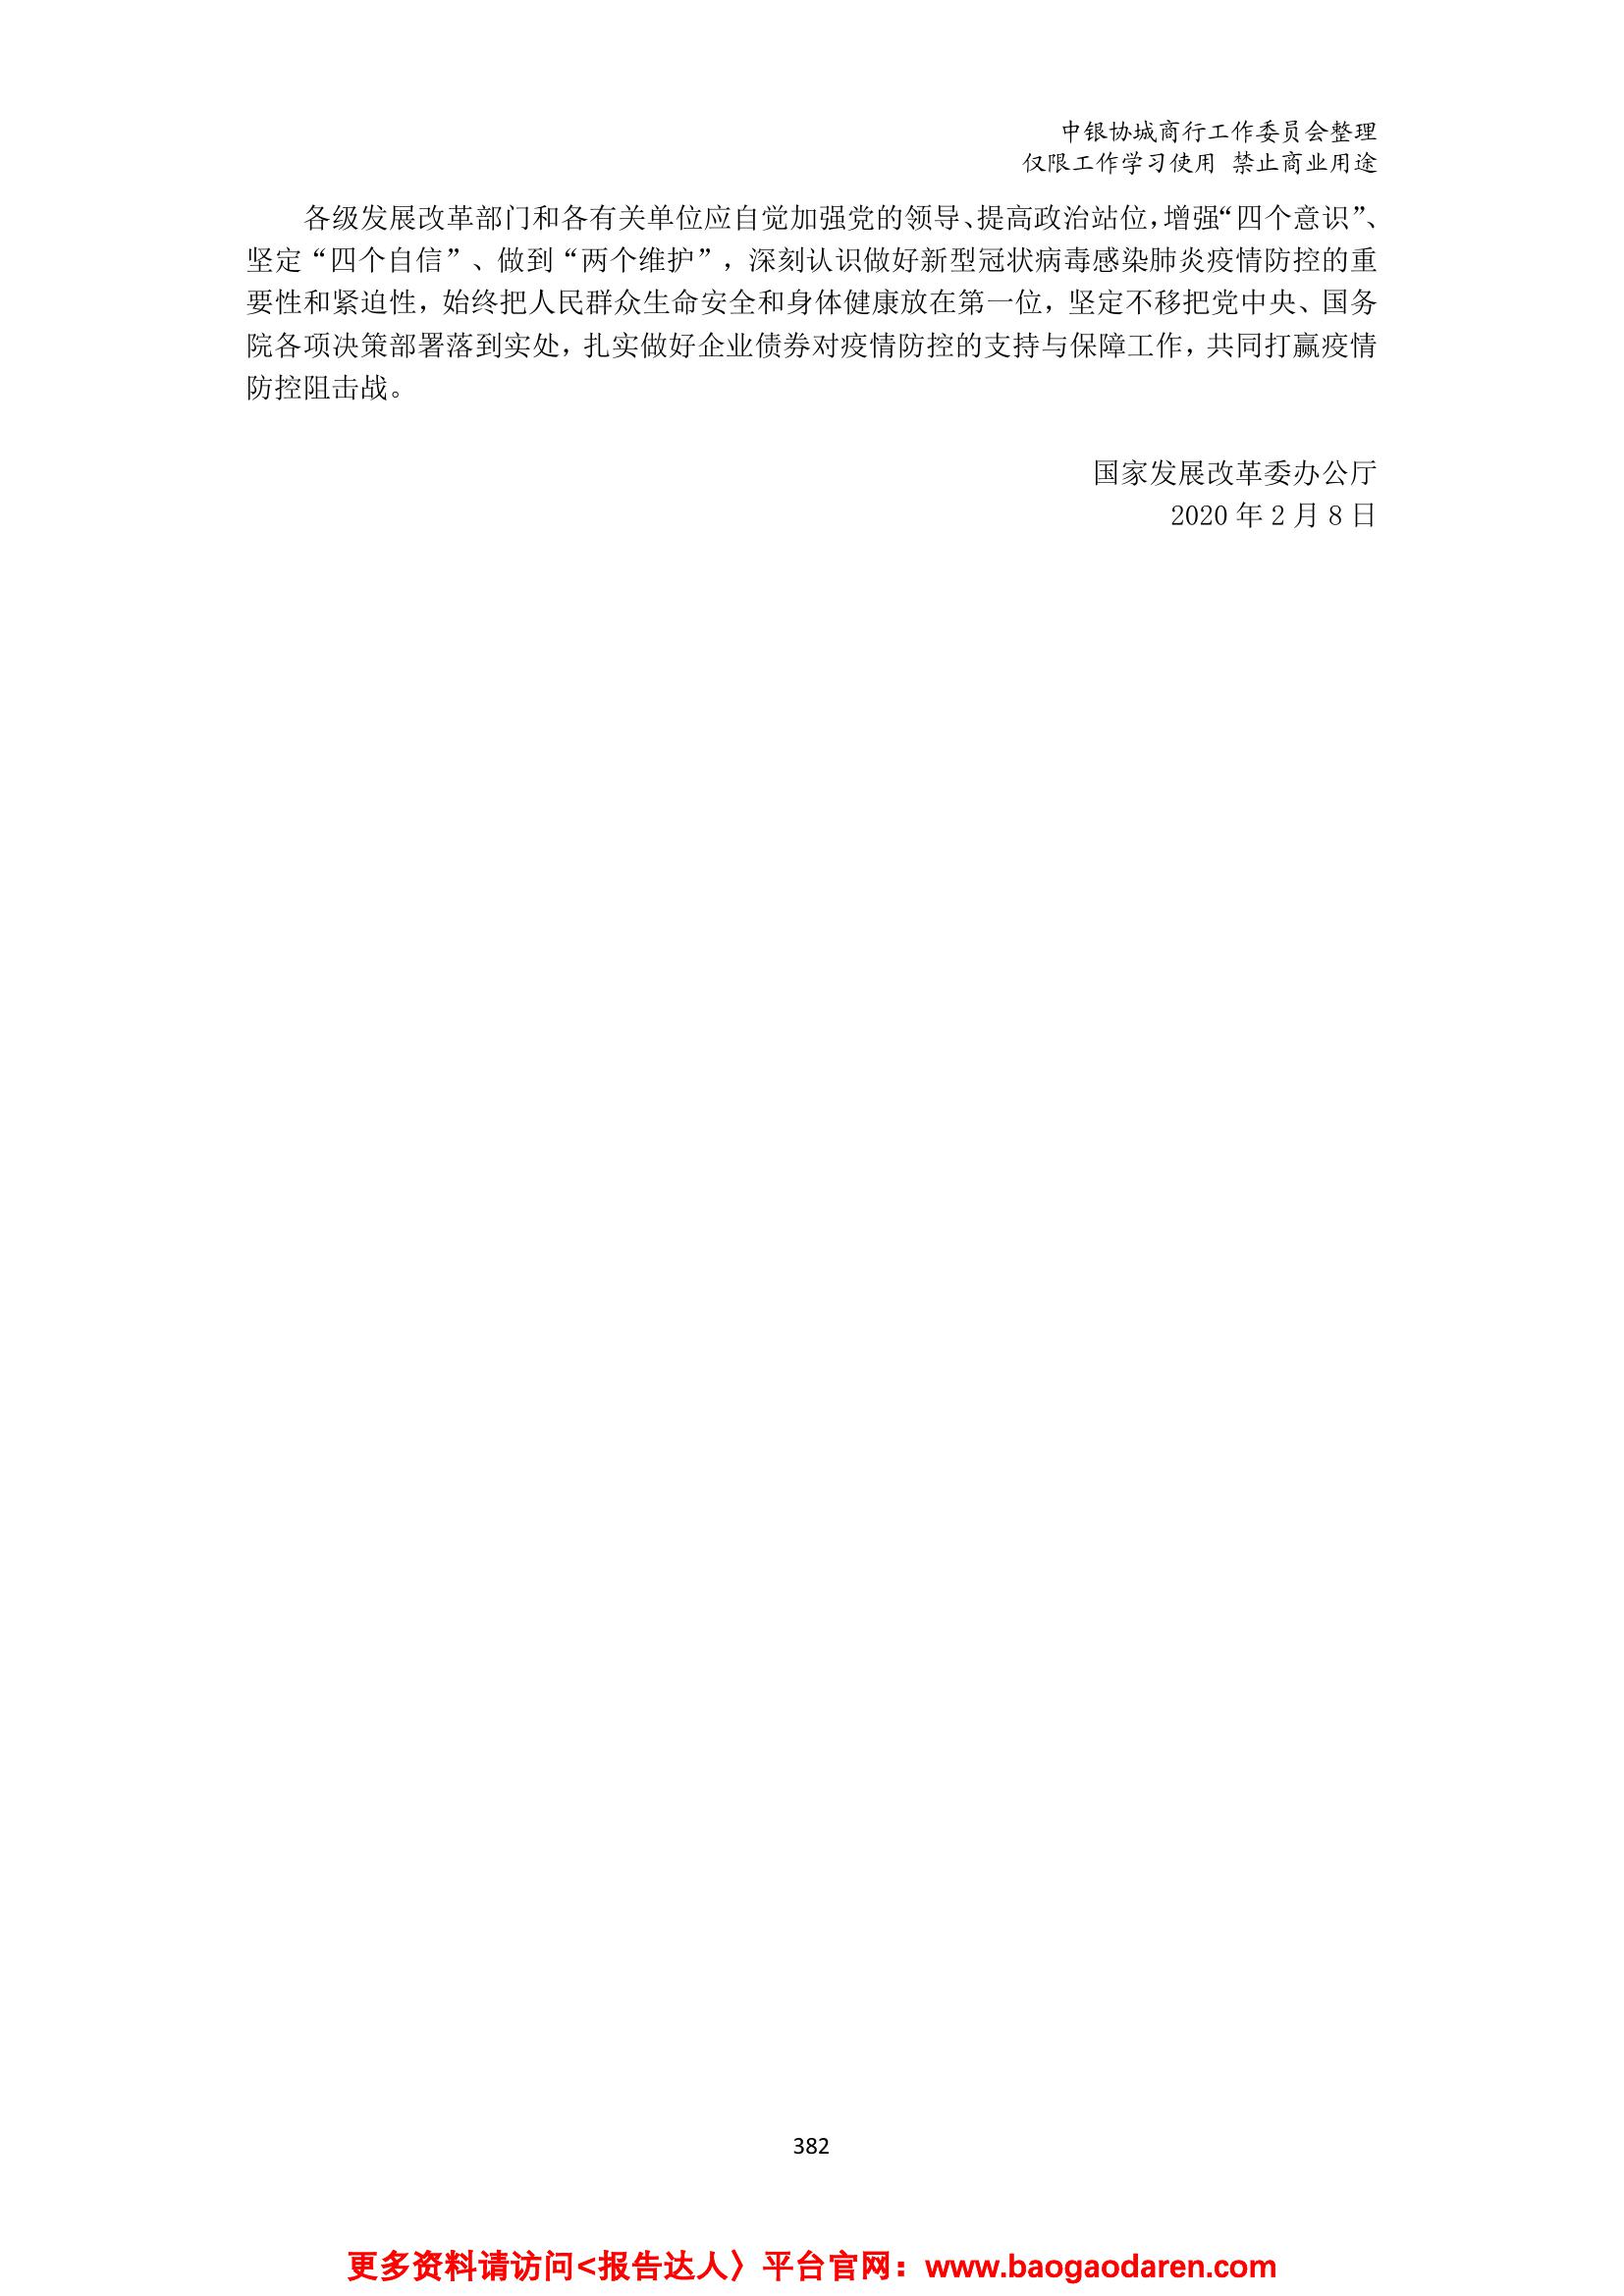 中银协城商行工作委员会整理
仅限工作学习使用 禁止商业用途
各级发展改革部门和各有关单位应自觉加强党的领导、提高政治站位，增强“四个意识”、
坚定“四个自信”、做到“两个维护”，深刻认识做好新型冠状病毒感染肺炎疫情防控的重
要性和紧迫性，始终把人民群众生命安全和身体健康放在第一位，坚定不移把党中央、国务
院各项决策部署落到实处，扎实做好企业债券对疫情防控的支持与保障工作，共同打赢疫情
防控阻击战。
国家发展改革委办公厅
2020 年 2 月 8 日
382
更多资料请访问<报告达人〉平台官网：www.baogaodaren.com